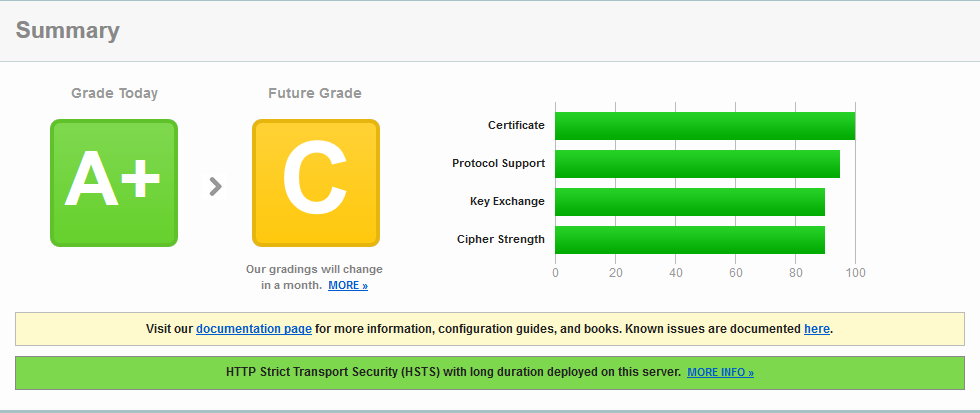 Summary
Grade Today
Future Grade
A+
C
Our gradings will change
in a month. MORE »
Certificate
Protocol Support
Key Exchange
Cipher Strength
0 20 40 60 80 100
Visit our documentation page for more information, configuration guides, and books. Known issues are documented here.
HTTP Strict Transport Security (HSTS) with long duration deployed on this server. MORE INFO »